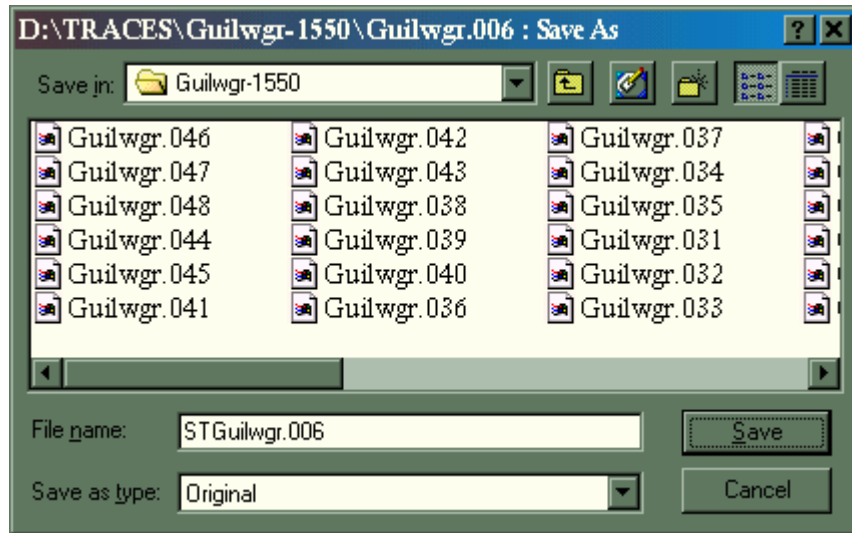 D:\TRACES\Guilwgr-1550\Guilwgr.006 : Save As
Save in: Guilwgr-1550
Guilwgr.046 Guilwgr.042 Guilwgr.037
Guilwgr.047 Guilwgr.043 Guilwgr.034
Guilwgr.048 Guilwgr.038 Guilwgr.035
Guilwgr.044 Guilwgr.039 Guilwgr.031
Guilwgr.045 Guilwgr.040 Guilwgr.032
Guilwgr.041 Guilwgr.036 Guilwgr.033
File name: STGuilwgr.006 Save
Save as type: Original Cancel